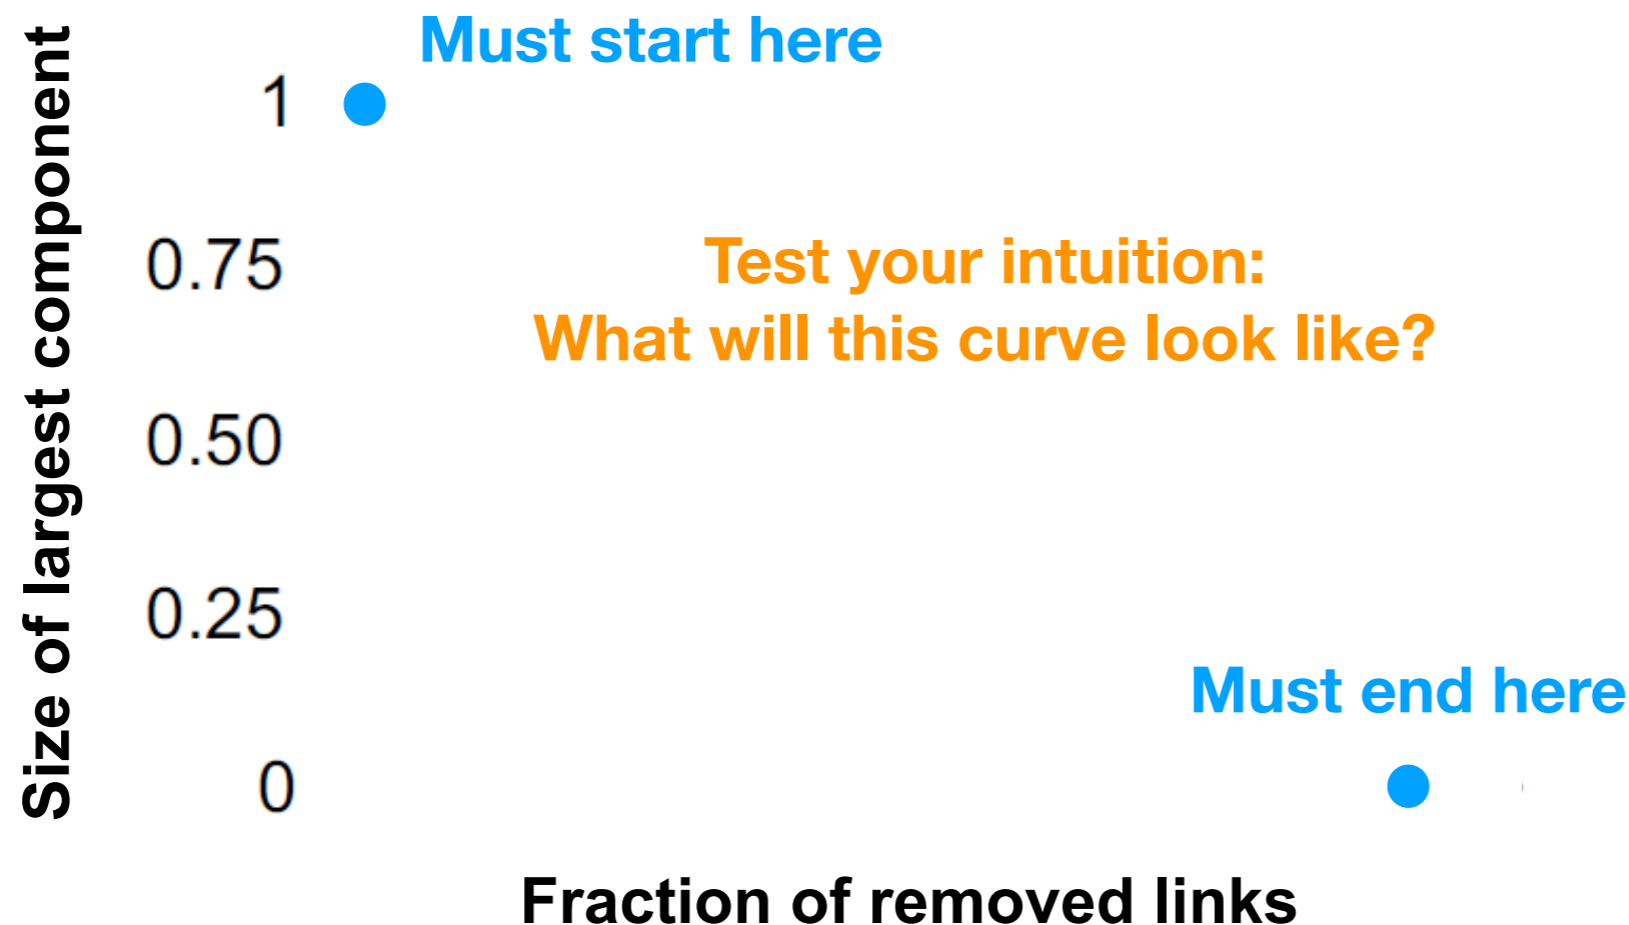 Size of largest component
Must start here
1
0.75
Test your intuition:
What will this curve look like?
0.50
0.25
Must end here
0
Fraction of removed links